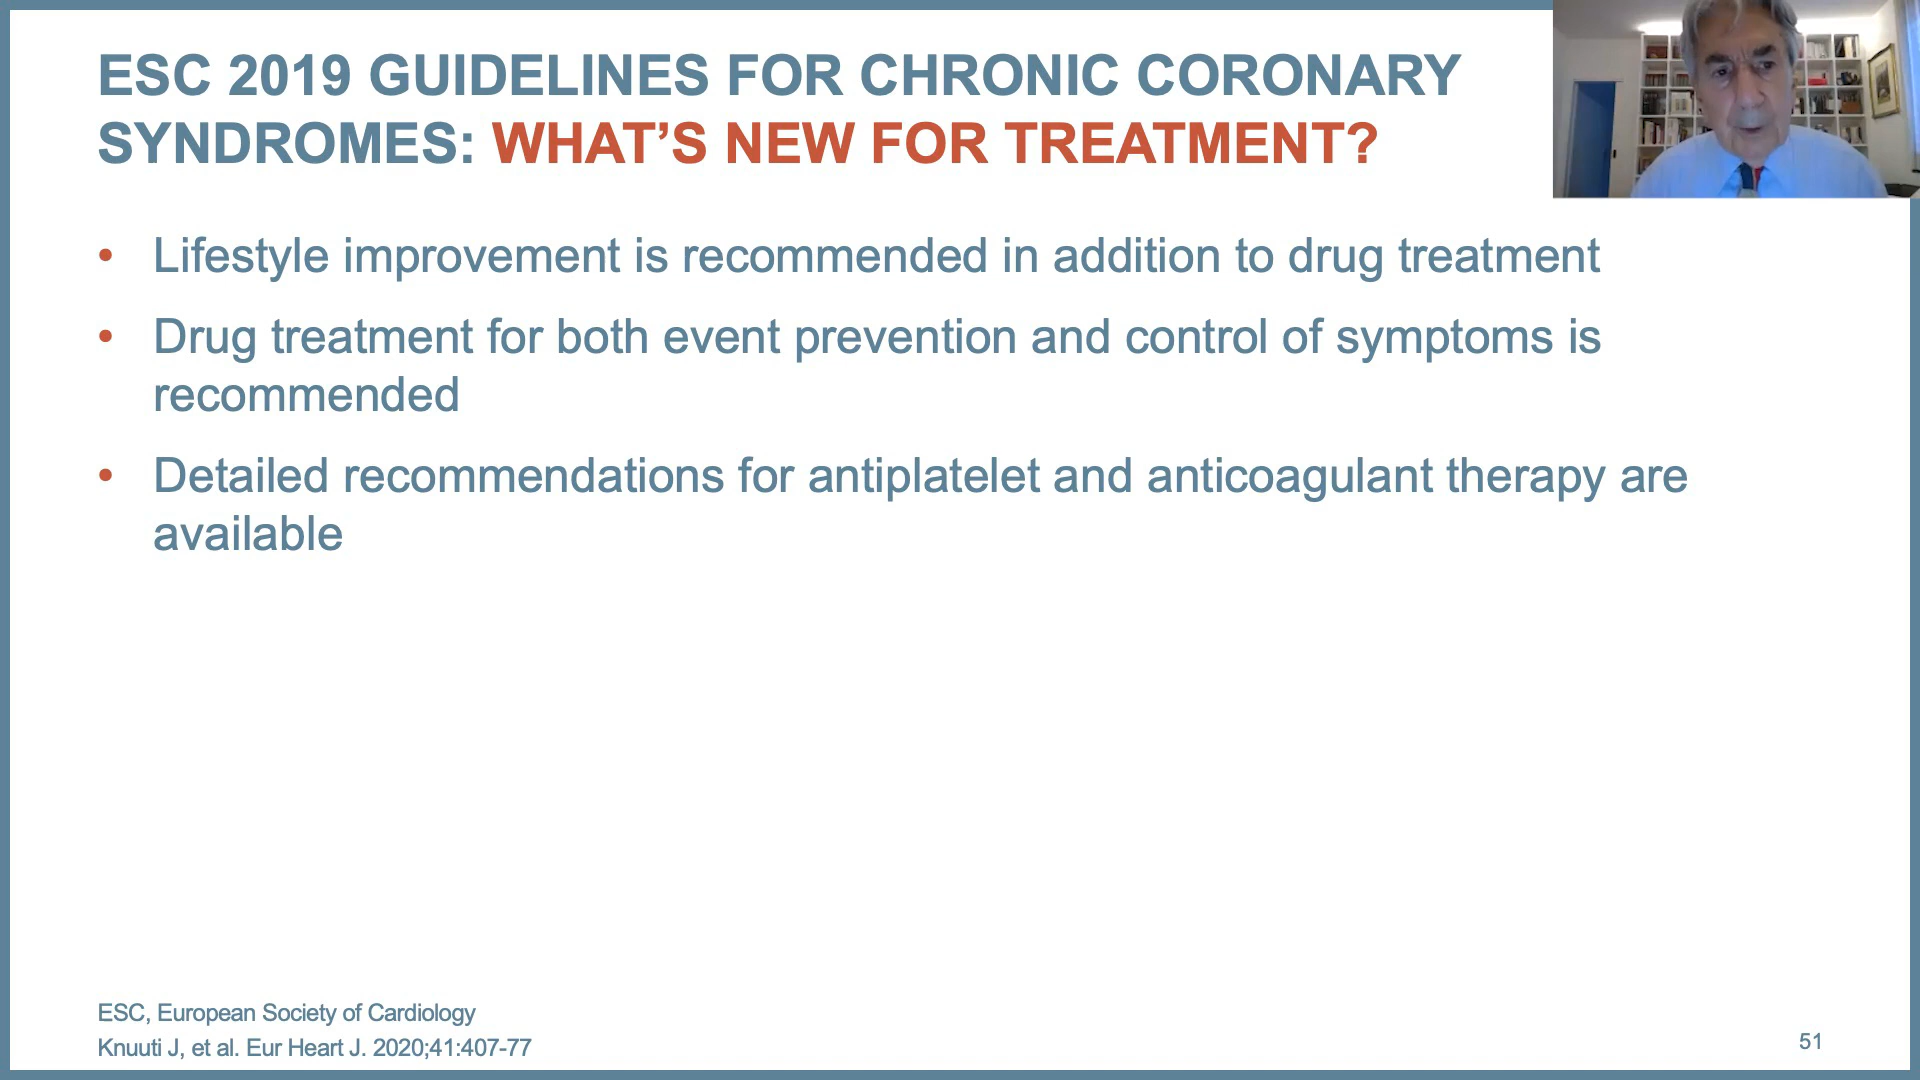 ESC 2019 GUIDELINES FOR CHRONIC CORONARY
SYNDROMES: WHAT’S NEW FOR TREATMENT?
• Lifestyle improvement is recommended in addition to drug treatment
• Drug treatment for both event prevention and control of symptoms is
recommended
• Detailed recommendations for antiplatelet and anticoagulant therapy are
available
ESC, European Society of Cardiology
Knuuti J, et al. Eur Heart J. 2020;41:407-77
51